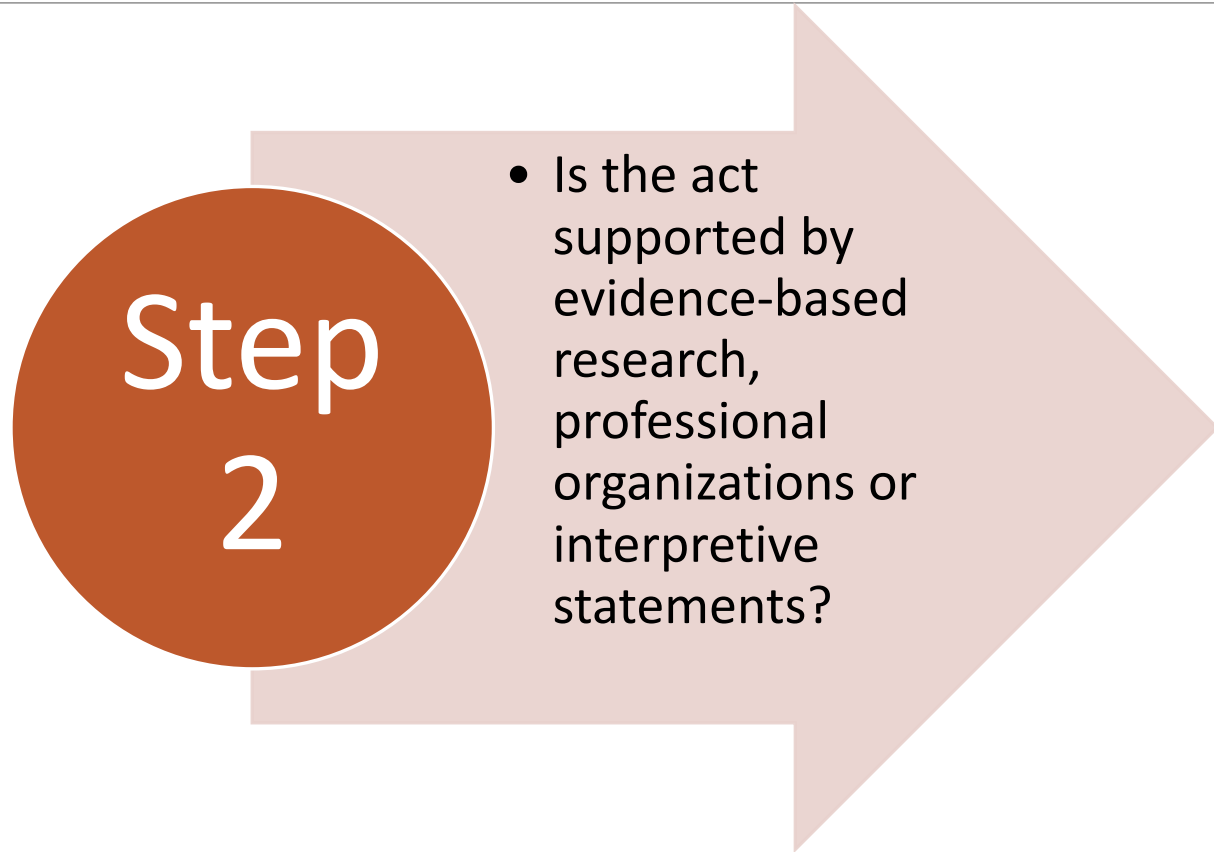 Step
2
• Is the act
supported by
evidence-based
research,
professional
organizations or
interpretive
statements?